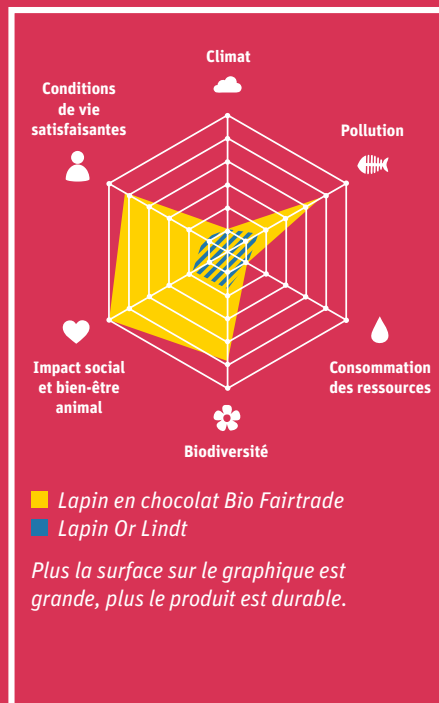 Climat
Conditions
de vie
satisfaisantes
Pollution
Impact social
et bien-être
animal
Consommation
des ressources
Biodiversité
Lapin en chocolat Bio Fairtrade
Lapin Or Lindt
Plus la surface sur le graphique est
grande, plus le produit est durable.